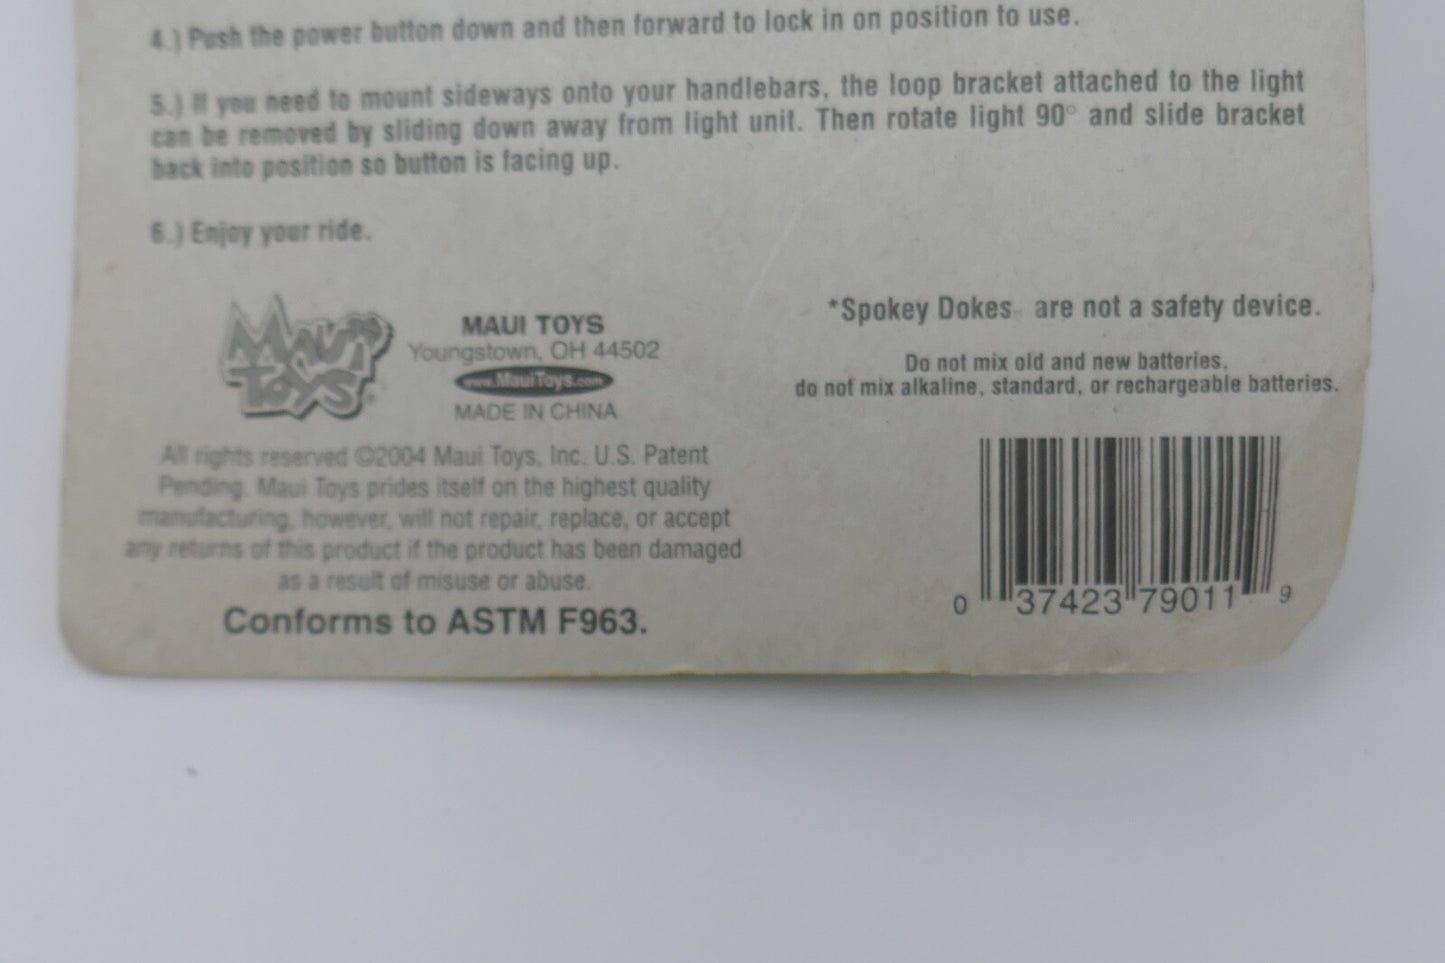 4.) Push the power button down and then forward to lock in on position to use.
5.) If you need to mount sideways onto your handlebars, the loop bracket attached to the light
can be removed by sliding down away from light unit. Then rotate light 90° and slide bracket
back into position so button is facing up.
6.) Enjoy your ride.
MAUI
TOYS
MAUI TOYS
Youngstown, OH 44502
www.MauiToys.com
MADE IN CHINA
All rights reserved ©2004 Maui Toys, Inc. U.S. Patent
Pending. Maui Toys prides itself on the highest quality
manufacturing, however, will not repair, replace, or accept
any returns of this product if the product has been damaged
as a result of misuse or abuse.
Conforms to ASTM F963.
*Spokey Dokes are not a safety device.
Do not mix old and new batteries,
do not mix alkaline, standard, or rechargeable batteries.
0 37423 79011 9